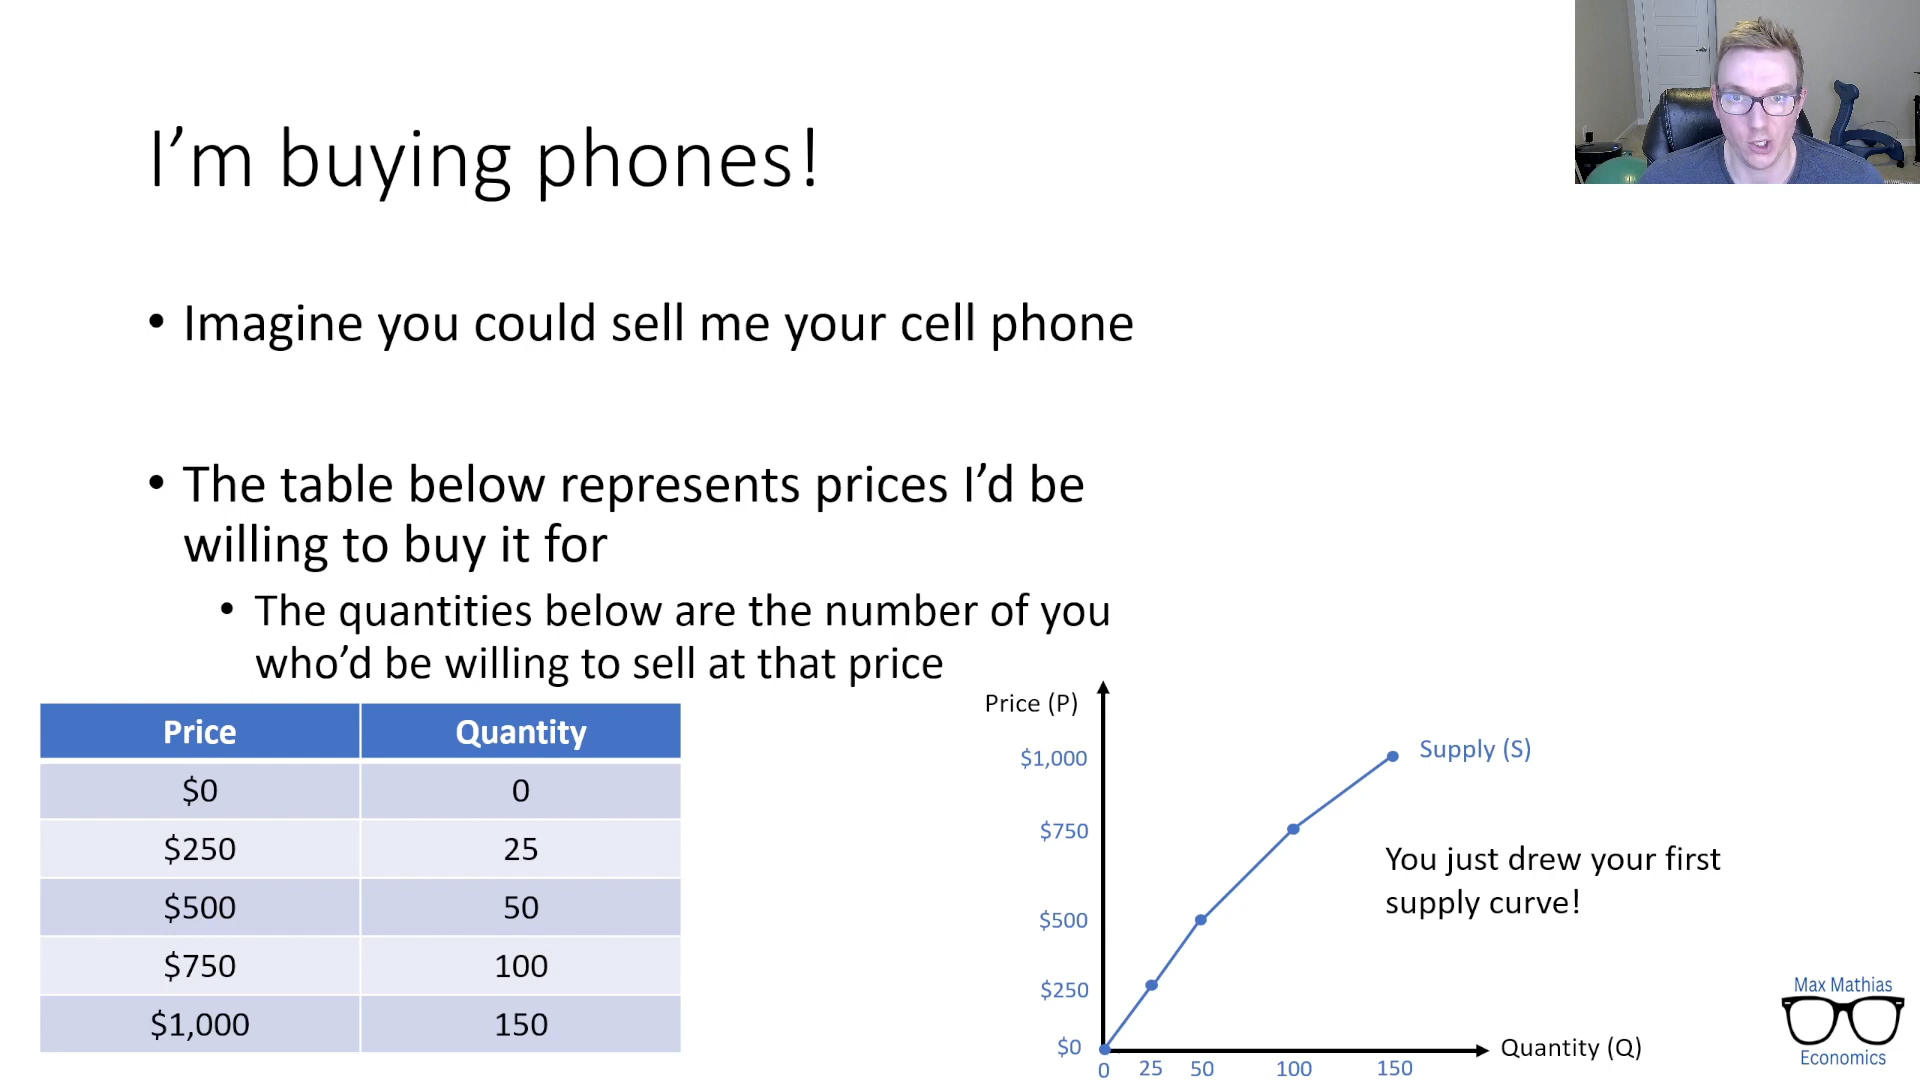 I’m buying phones!
• Imagine you could sell me your cell phone
• The table below represents prices I’d be
willing to buy it for
• The quantities below are the number of you
who’d be willing to sell at that price
Price Quantity
$0 0
$250 25
$500 50
$750 100
$1,000 150
Price (P)
$1,000
$750
$500
$250
$0
0 25 50 100 150
Quantity (Q)
Supply (S)
You just drew your first
supply curve!
Max Mathias
Economics